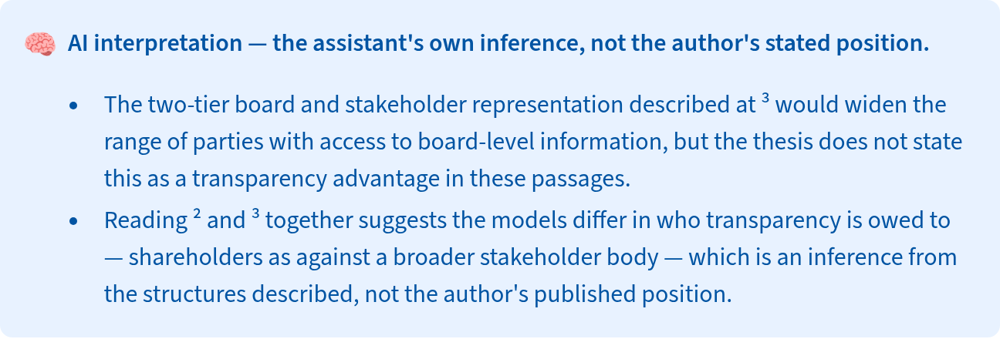 🧠 AI interpretation — the assistant's own inference, not the author's stated position.
• The two-tier board and stakeholder representation described at ³ would widen the
range of parties with access to board-level information, but the thesis does not state
this as a transparency advantage in these passages.
• Reading ² and ³ together suggests the models differ in who transparency is owed to
— shareholders as against a broader stakeholder body — which is an inference from
the structures described, not the author's published position.